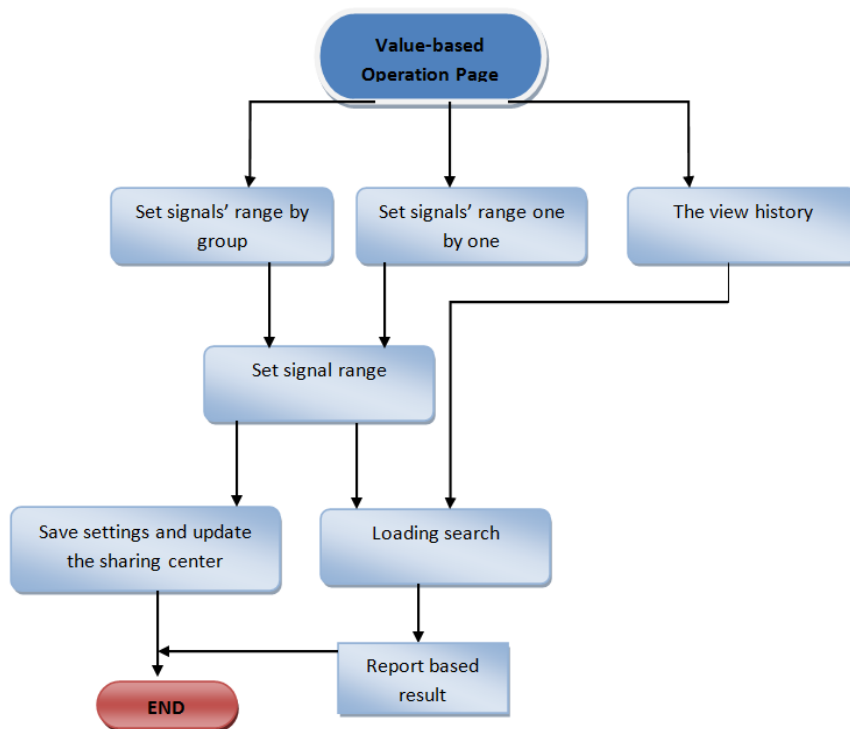 Value-based
Operation Page
Set signals’ range by
group
Set signals’ range one
by one
The view history
Set signal range
Save settings and update
the sharing center
Loading search
Report based
result
END